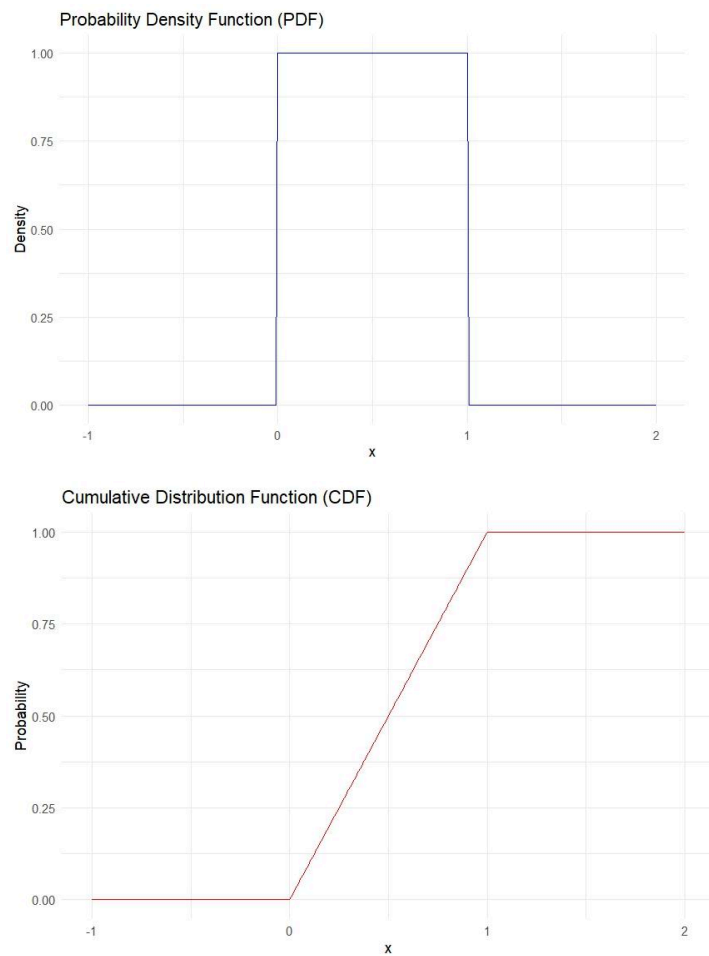 Probability Density Function (PDF)
1.00
0.75
0.50
0.25
0.00
Density
-1 0 1 2
x
Cumulative Distribution Function (CDF)
1.00
0.75
0.50
0.25
0.00
Probability
-1 0 1 2
x